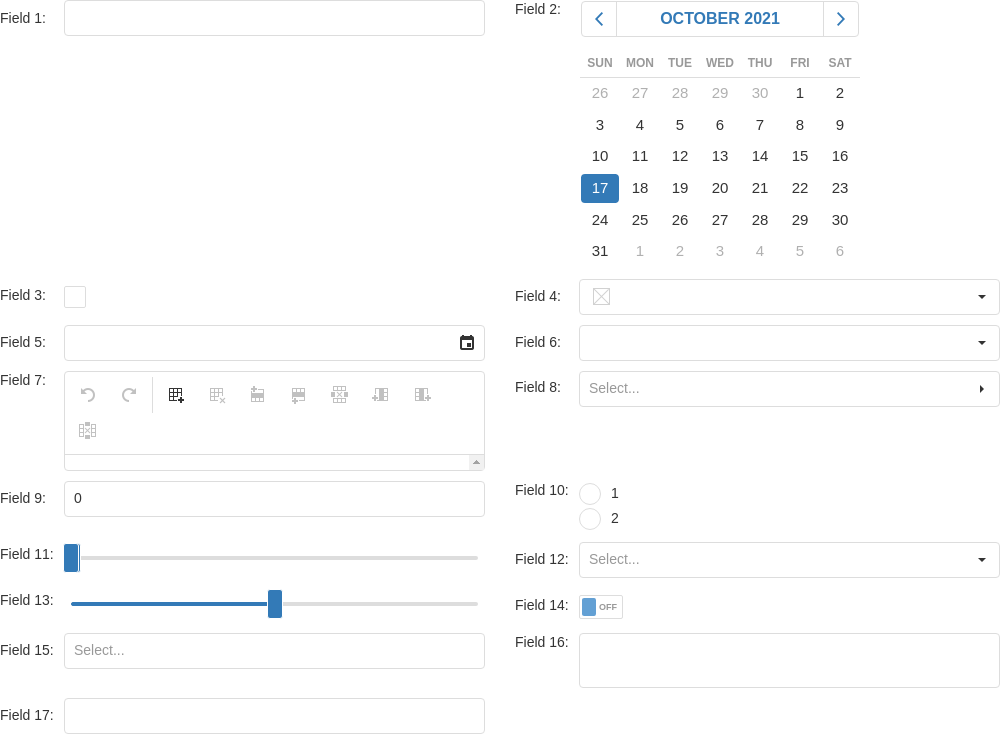 Field 1:
Field 2:
OCTOBER 2021
SUN MON TUE WED THU FRI SAT
26 27 28 29 30 1 2
3 4 5 6 7 8 9
10 11 12 13 14 15 16
17 18 19 20 21 22 23
24 25 26 27 28 29 30
31 1 2 3 4 5 6
Field 3:
Field 4:
Field 5:
Field 6:
Field 7:
Field 8: Select...
Field 9: 0
Field 10: 1
2
Field 11:
Field 12: Select...
Field 13:
Field 14: OFF
Field 15: Select...
Field 16:
Field 17: